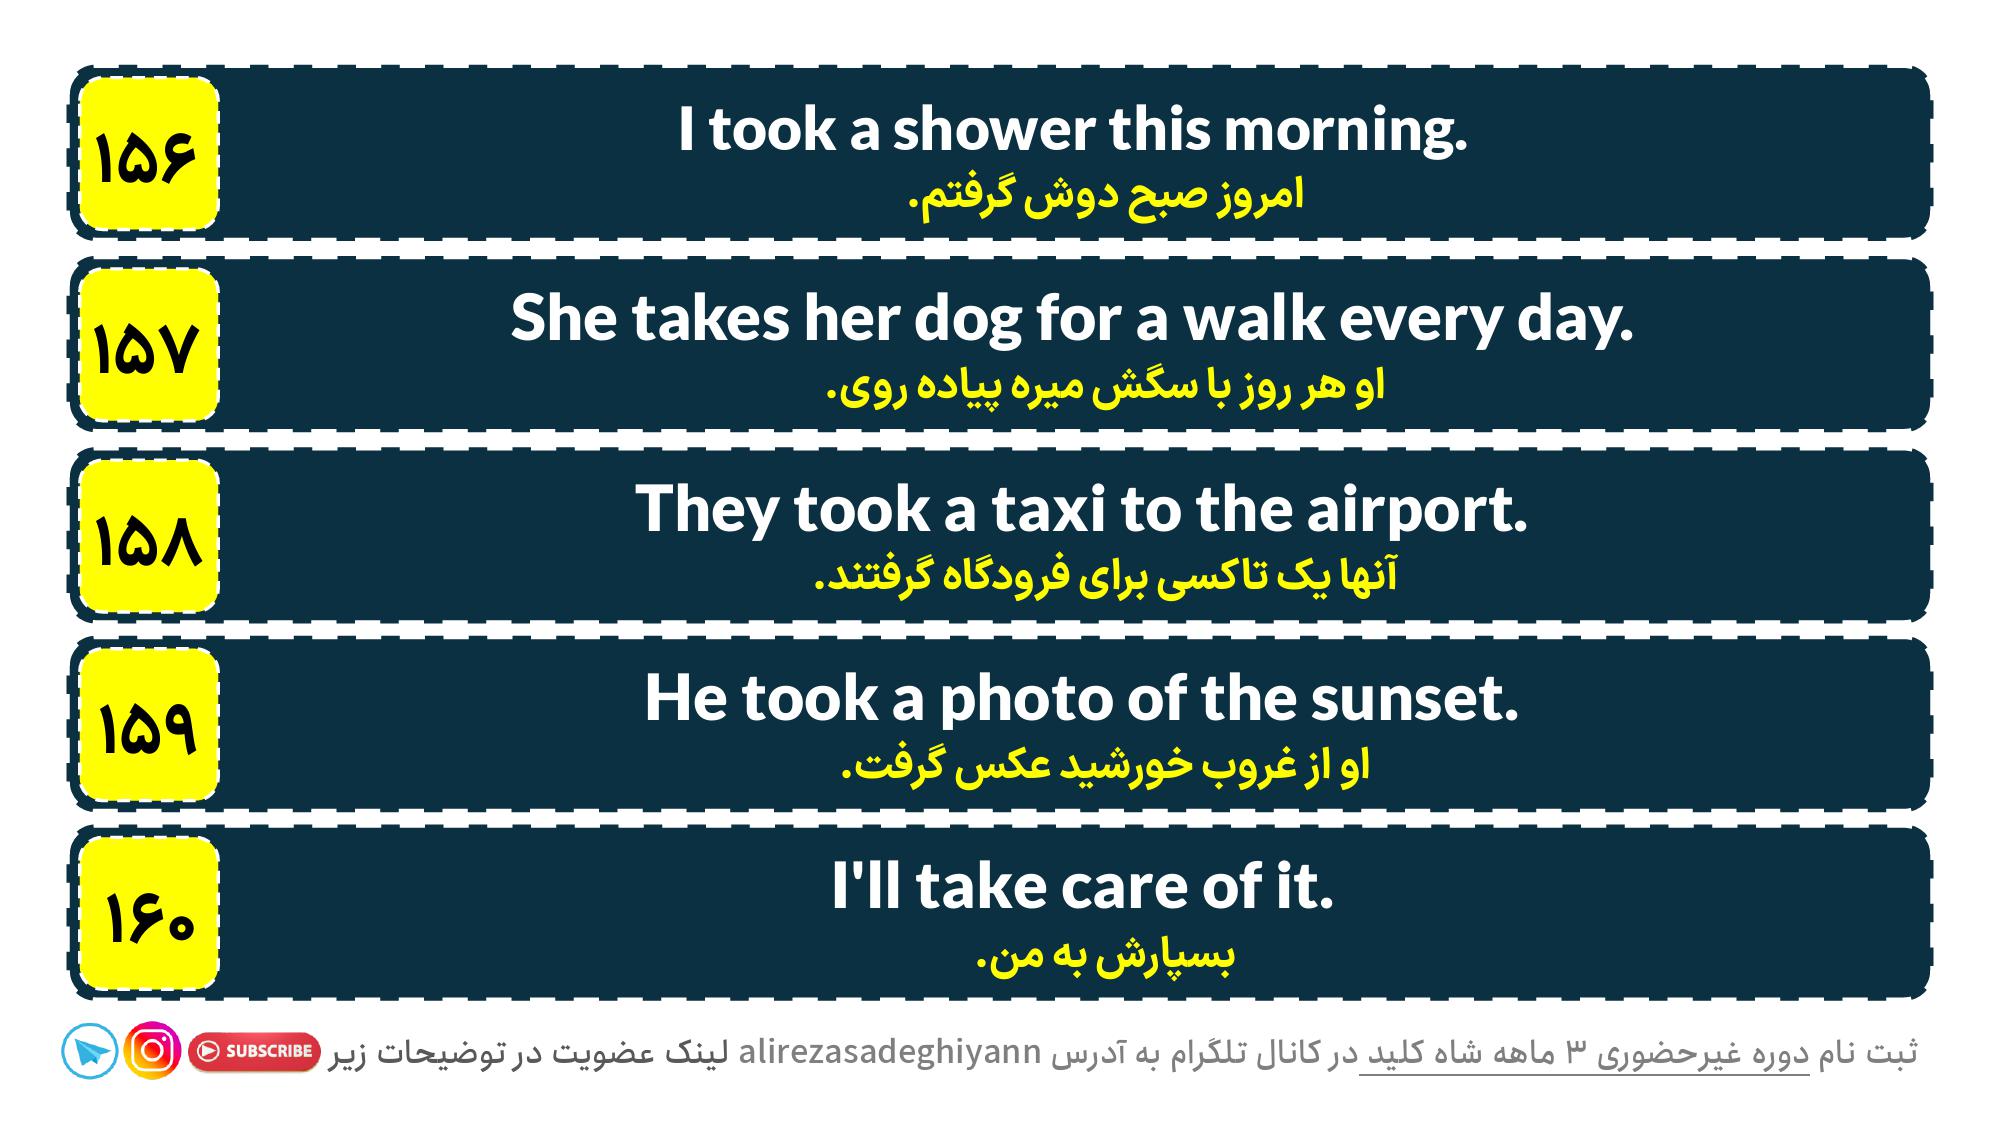 ۱۵۶
I took a shower this morning.
امروز صبح دوش گرفتم.
۱۵۷
She takes her dog for a walk every day.
او هر روز با سگش میره پیاده روی.
۱۵۸
They took a taxi to the airport.
آنها یک تاکسی برای فرودگاه گرفتند.
۱۵۹
He took a photo of the sunset.
او از غروب خورشید عکس گرفت.
۱۶۰
I'll take care of it.
بسپارش به من.
ثبت نام دوره غیرحضوری ۳ ماهه شاه کلید در کانال تلگرام به آدرس alirezasadeghiyann لینک عضویت در توضیحات زیر
SUBSCRIBE